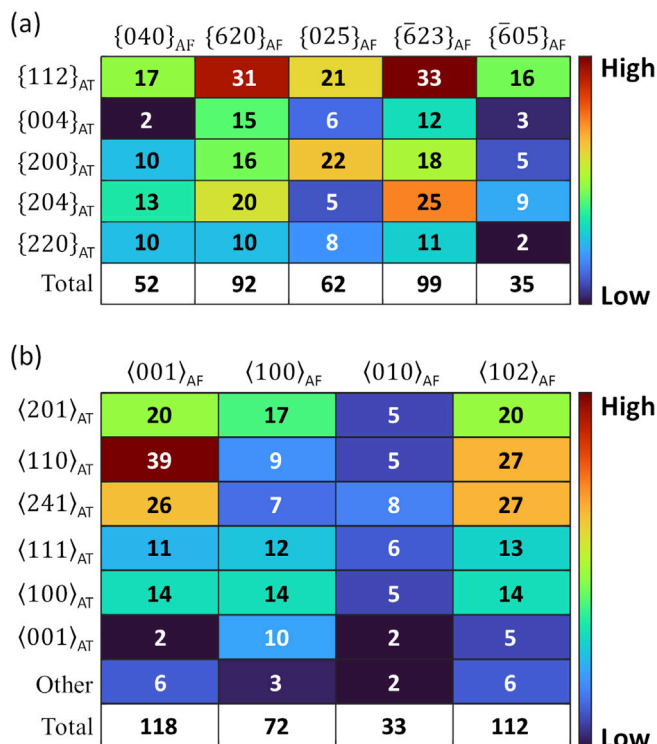 (a)
{040}AF {620}AF {025}AF {6̅23}AF {6̅05}AF
{112}AT 17 31 21 33 16 High
{004}AT 2 15 6 12 3
{200}AT 10 16 22 18 5
{204}AT 13 20 5 25 9
{220}AT 10 10 8 11 2
Total 52 92 62 99 35 Low
(b)
⟨001⟩AF ⟨100⟩AF ⟨010⟩AF ⟨102⟩AF
⟨201⟩AT 20 17 5 20 High
⟨110⟩AT 39 9 5 27
⟨241⟩AT 26 7 8 27
⟨111⟩AT 11 12 6 13
⟨100⟩AT 14 14 5 14
⟨001⟩AT 2 10 2 5
Other 6 3 2 6
Total 118 72 33 112 Low